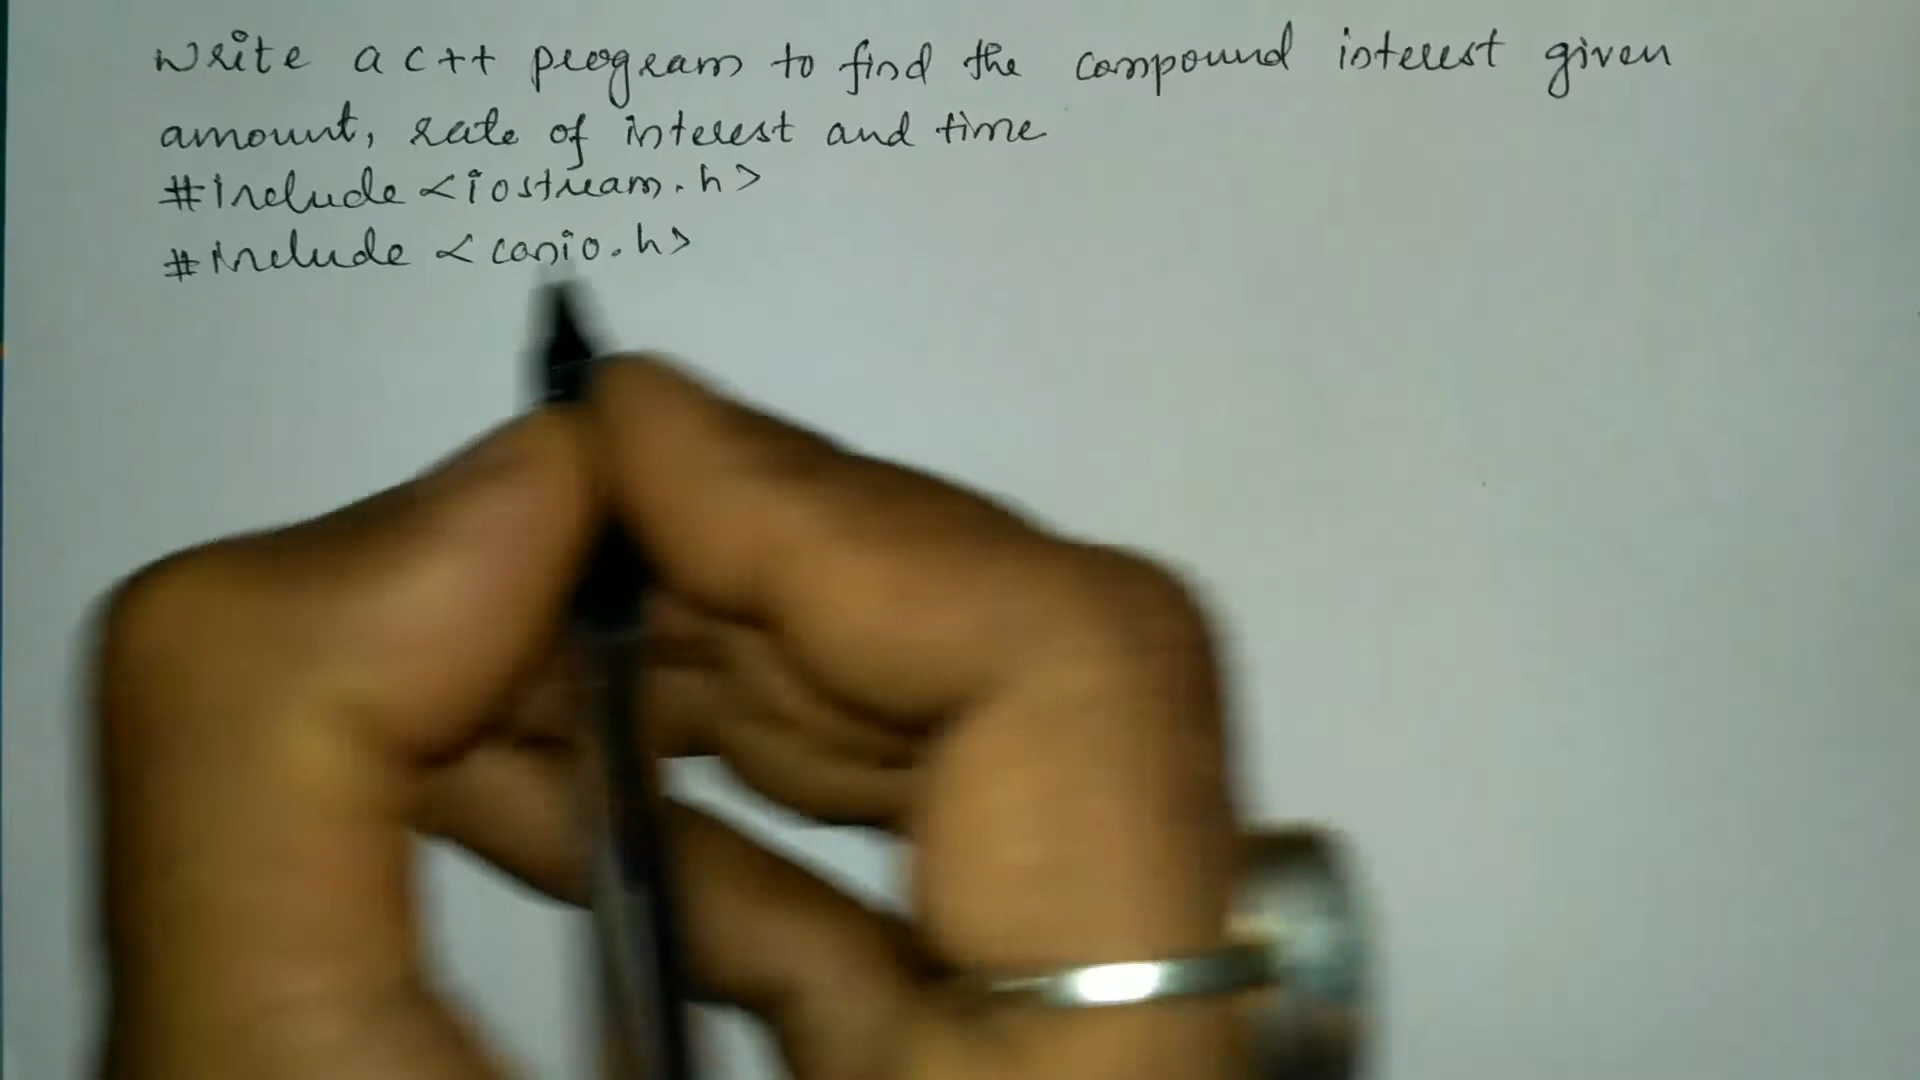 write a c++ program to find the compound interest given
amount, rate of interest and time
#include <iostream.h>
#include <conio.h>